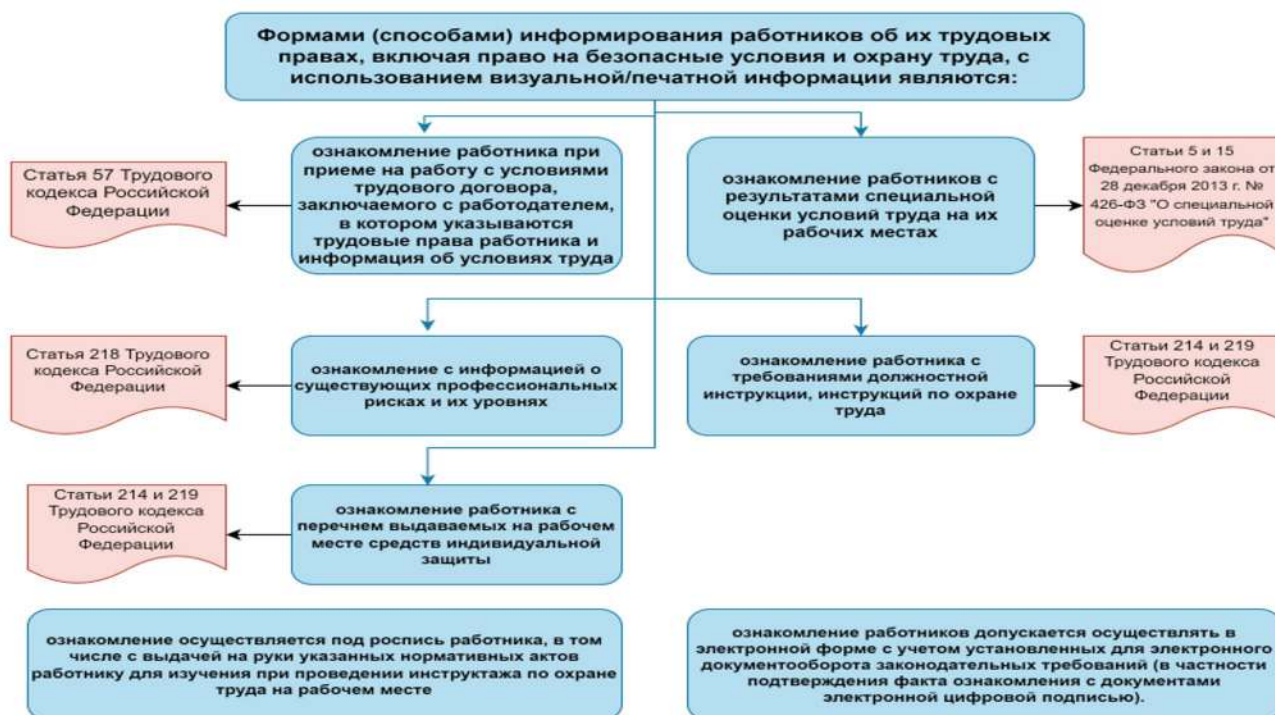 Формами (способами) информирования работников об их трудовых
правах, включая право на безопасные условия и охрану труда, с
использованием визуальной/печатной информации являются:
Статья 57 Трудового
кодекса Российской
Федерации
ознакомление работника при
приеме на работу с условиями
трудового договора,
заключаемого с работодателем,
в котором указываются
трудовые права работника и
информация об условиях труда
ознакомление работников с
результатами специальной
оценки условий труда на их
рабочих местах
Статьи 5 и 15
Федерального закона от
28 декабря 2013 г. №
426-ФЗ "О специальной
оценке условий труда"
Статья 218 Трудового
кодекса Российской
Федерации
ознакомление с информацией о
существующих профессиональных
рисках и их уровнях
ознакомление работника с
требованиями должностной
инструкции, инструкций по охране
труда
Статьи 214 и 219
Трудового кодекса
Российской
Федерации
Статьи 214 и 219
Трудового кодекса
Российской
Федерации
ознакомление работника с
перечнем выдаваемых на рабочем
месте средств индивидуальной
защиты
ознакомление осуществляется под роспись работника, в том
числе с выдачей на руки указанных нормативных актов
работнику для изучения при проведении инструктажа по охране
труда на рабочем месте
ознакомление работников допускается осуществлять в
электронной форме с учетом установленных для электронного
документооборота законодательных требований (в частности
подтверждения факта ознакомления с документами
электронной цифровой подписью).